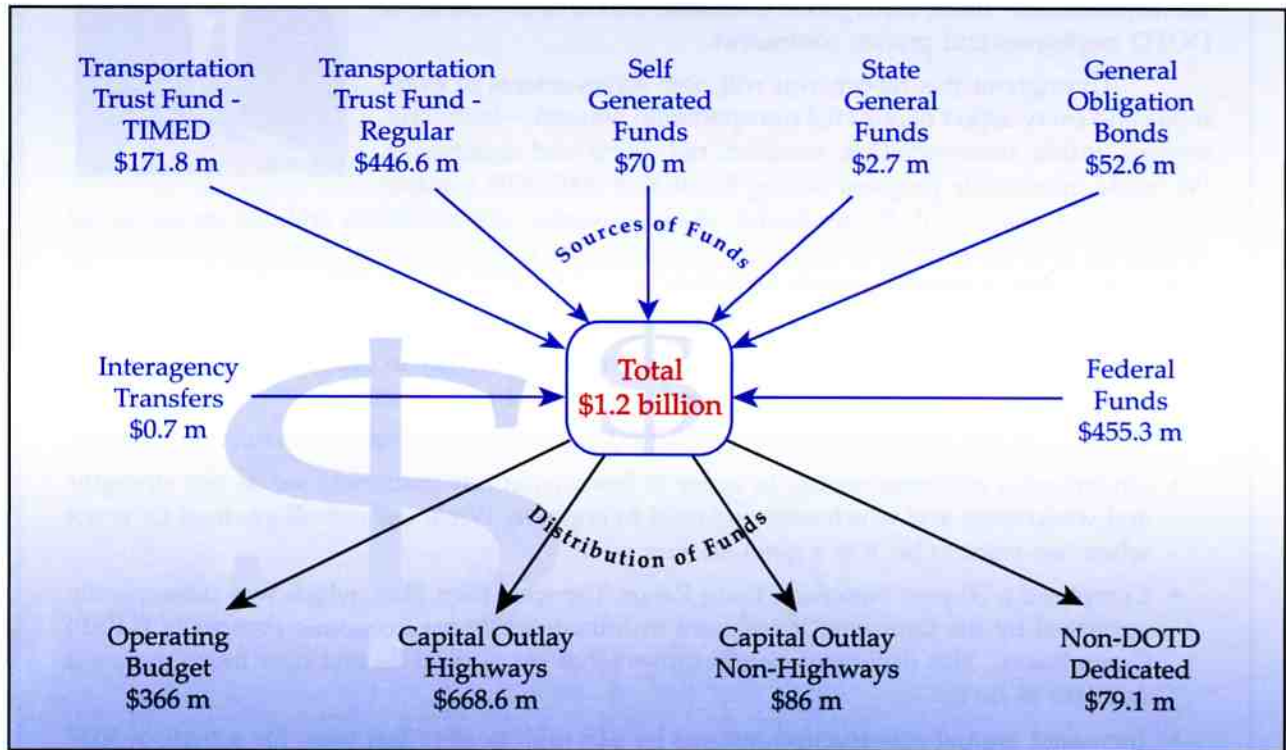 Transportation
Trust Fund -
TIMED
$171.8 m
Transportation
Trust Fund -
Regular
$446.6 m
Self
Generated
Funds
$70 m
State
General
Funds
$2.7 m
General
Obligation
Bonds
$52.6 m
Sources of Funds
Interagency
Transfers
$0.7 m
Total
$1.2 billion
Federal
Funds
$455.3 m
Distribution of Funds
Operating
Budget
$366 m
Capital Outlay
Highways
$668.6 m
Capital Outlay
Non-Highways
$86 m
Non-DOTD
Dedicated
$79.1 m